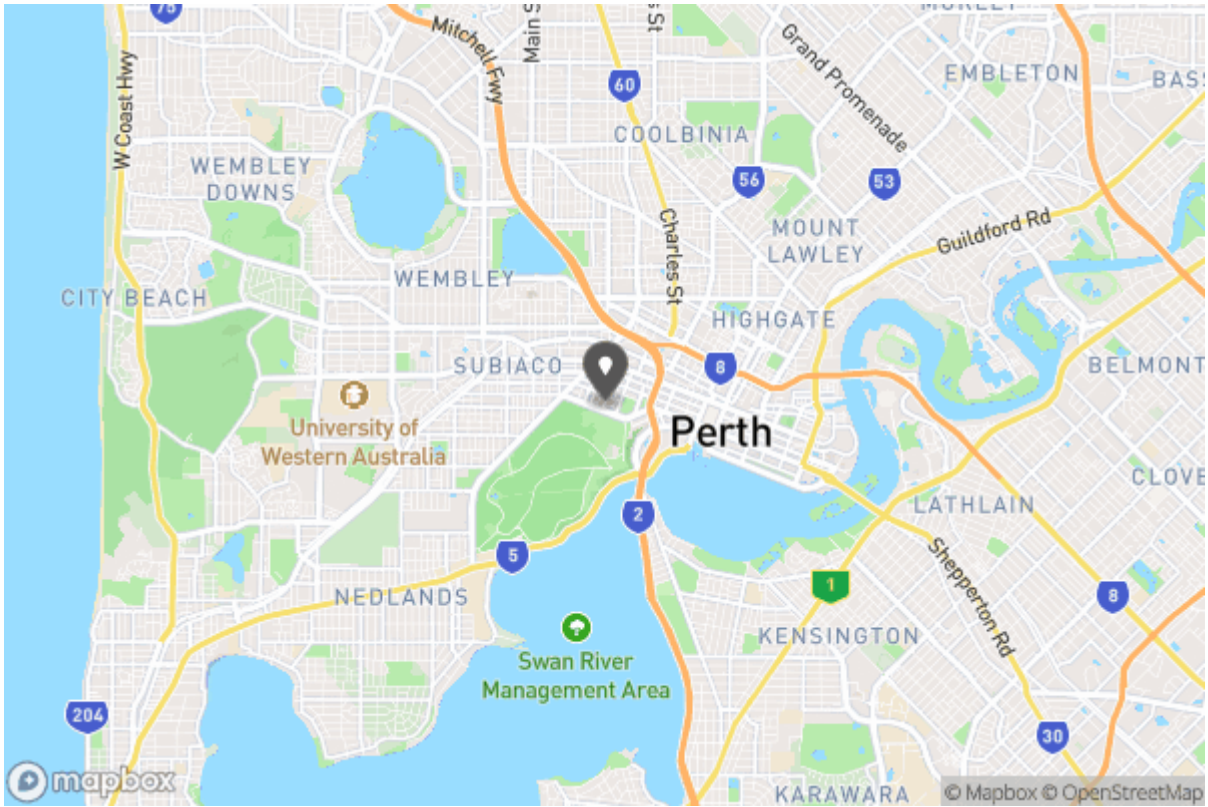 75
Mitchell Fwy
Main S
s St
MORLEY
Grand Promenade
EMBLETON
BASS
W Coast Hwy
60
COOLBINIA
WEMBLEY
DOWNS
56
53
MOUNT
LAWLEY
Guildford Rd
Charles St
WEMBLEY
CITY BEACH
HIGHGATE
SUBIACO
8
BELMONT
University of
Western Australia
Perth
CLOVE
2
LATHLAIN
5
Shepperton Rd
1
NEDLANDS
8
KENSINGTON
Swan River
Management Area
204
30
mapbox
KARAWARA
© Mapbox © OpenStreetMap